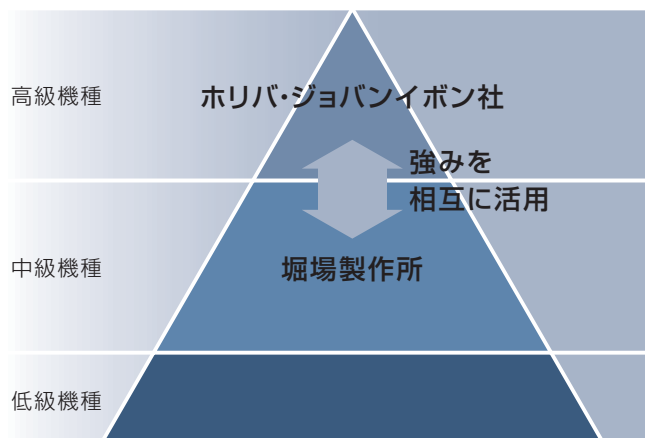 高級機種
ホリバ・ジョバンイボン社
強みを
相互に活用
中級機種
堀場製作所
低級機種